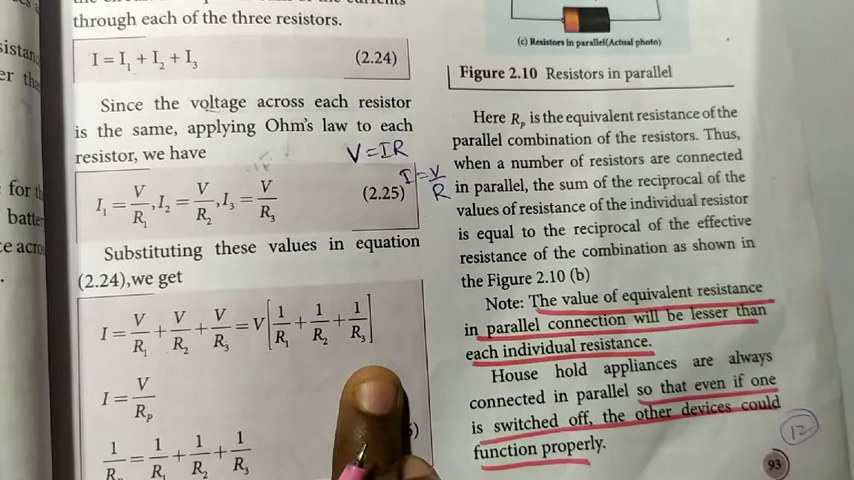 through each of the three resistors.
I = I₁ + I₂ + I₃ (2.24)
Since the voltage across each resistor
is the same, applying Ohm's law to each
resistor, we have
V = IR
I₁ = V/R₁, I₂ = V/R₂, I₃ = V/R₃ (2.25)
I = V/R
Substituting these values in equation
(2.24),we get
I = V/R₁ + V/R₂ + V/R₃ = V[1/R₁ + 1/R₂ + 1/R₃]
I = V/Rₚ
1/Rₚ = 1/R₁ + 1/R₂ + 1/R₃
(c) Resistors in parallel(Actual photo)
Figure 2.10 Resistors in parallel
Here Rₚ is the equivalent resistance of the
parallel combination of the resistors. Thus,
when a number of resistors are connected
in parallel, the sum of the reciprocal of the
values of resistance of the individual resistor
is equal to the reciprocal of the effective
resistance of the combination as shown in
the Figure 2.10 (b)
Note: The value of equivalent resistance
in parallel connection will be lesser than
each individual resistance.
House hold appliances are always
connected in parallel so that even if one
is switched off, the other devices could
function properly.
12
93